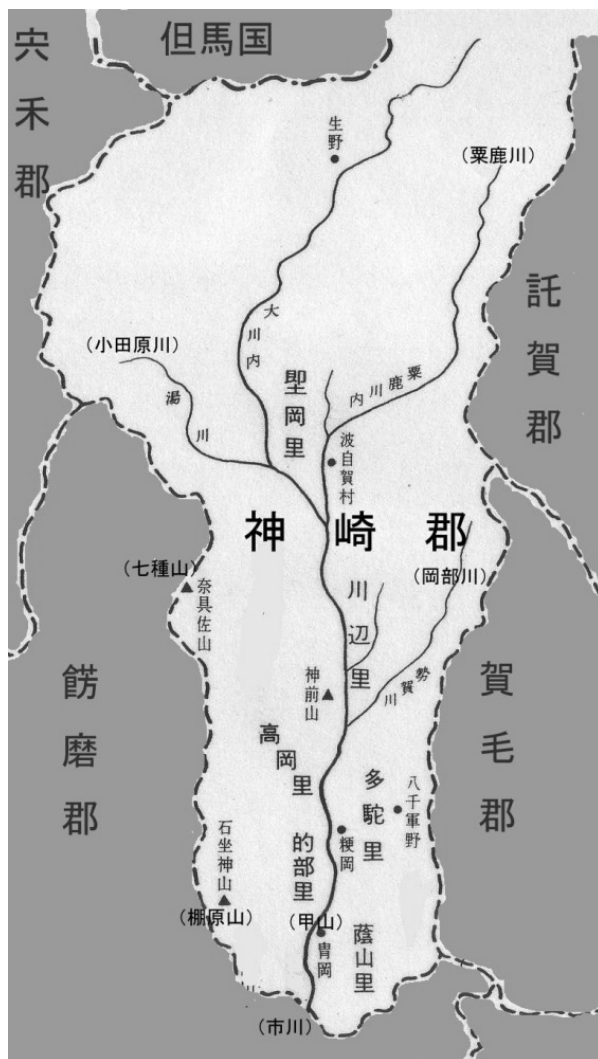 但馬国
宍禾郡
生野
(粟鹿川)
託賀郡
(小田原川)
大川内
湯川
堲岡里
粟鹿川内
波自賀村
神崎郡
(七種山)
奈具佐山
(岡部川)
川辺里
勢賀川
神前山
餝磨郡
賀毛郡
高岡里
多駝里
八千軍野
粳岡
的部里
石坐神山
(棚原山)
(甲山)
冑岡
蔭山里
(市川)